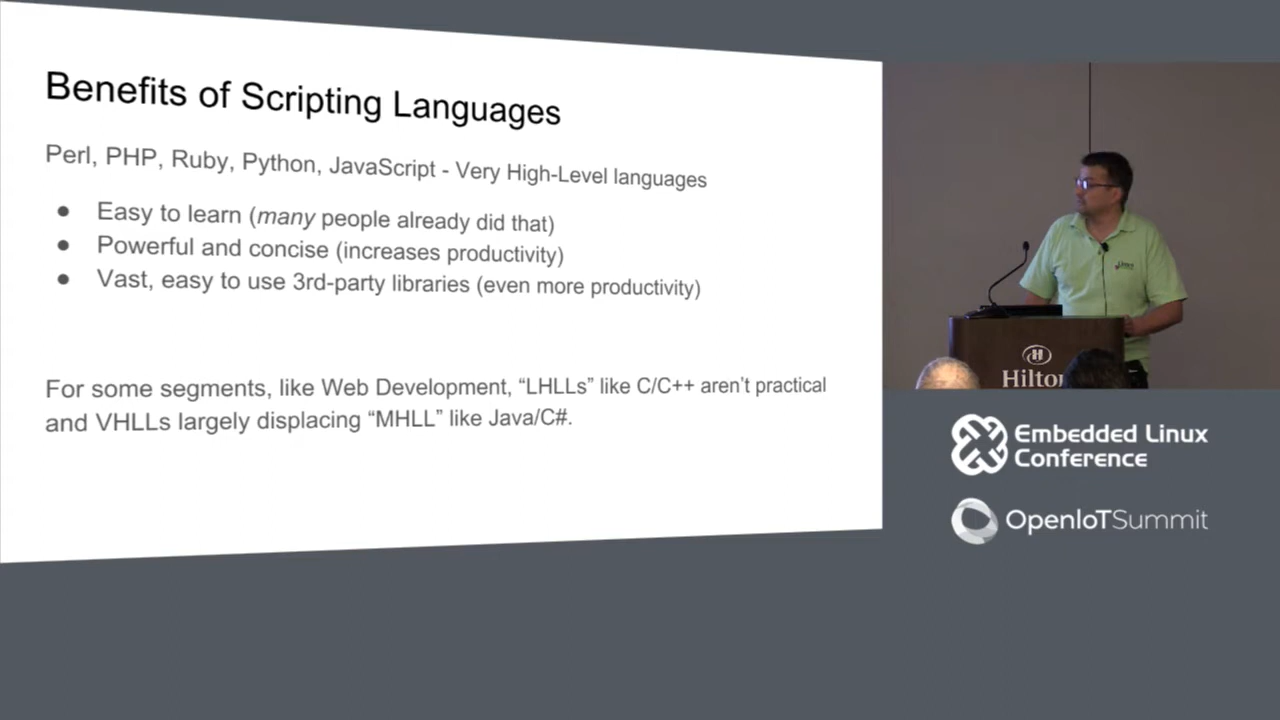 Benefits of Scripting Languages
Perl, PHP, Ruby, Python, JavaScript - Very High-Level languages
● Easy to learn (many people already did that)
● Powerful and concise (increases productivity)
● Vast, easy to use 3rd-party libraries (even more productivity)
For some segments, like Web Development, “LHLLs” like C/C++ aren’t practical
and VHLLs largely displacing “MHLL” like Java/C#.
H
Hilton
Embedded Linux
Conference
OpenIoTSummit